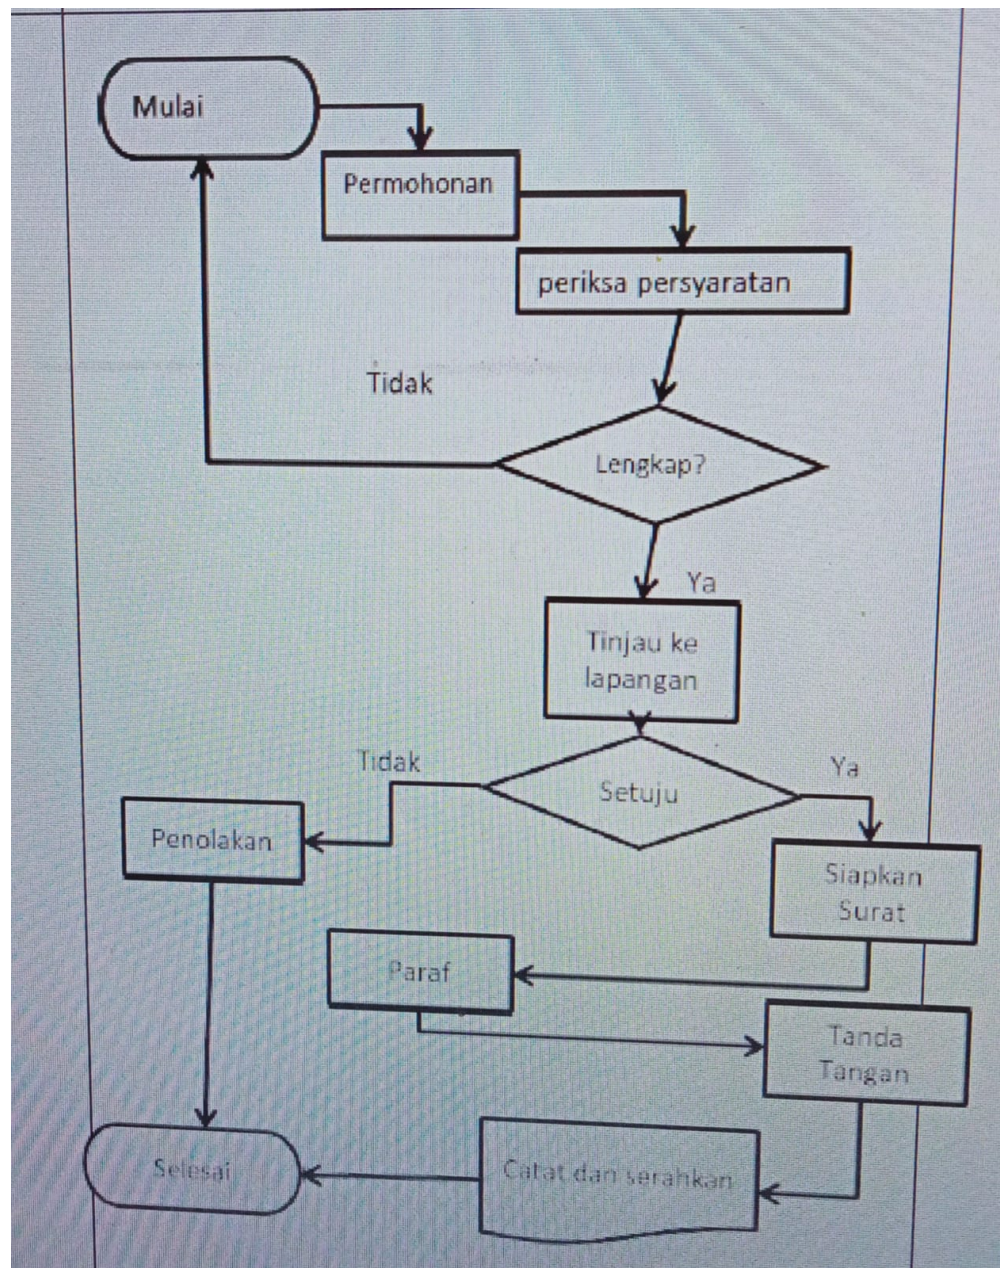 Mulai
Permohonan
periksa persyaratan
Tidak
Lengkap?
Ya
Tinjau ke
lapangan
Tidak
Ya
Setuju
Penolakan
Siapkan
Surat
Paraf
Tanda
Tangan
Catat dan serahkan
Selesai